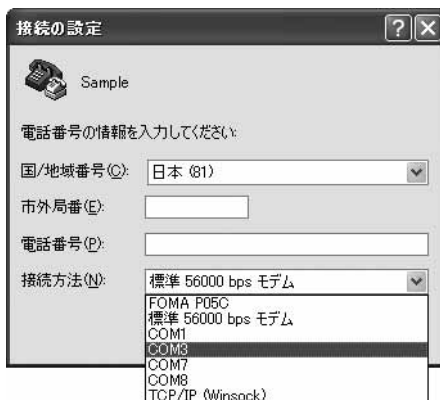 接続の設定
Sample
電話番号の情報を入力してください:
国/地域番号(C): 日本 (81)
市外局番(E):
電話番号(P):
接続方法(N): 標準 56000 bps モデム
FOMA P05C
標準 56000 bps モデム
COM1
COM3
COM7
COM8
TCP/IP (Winsock)